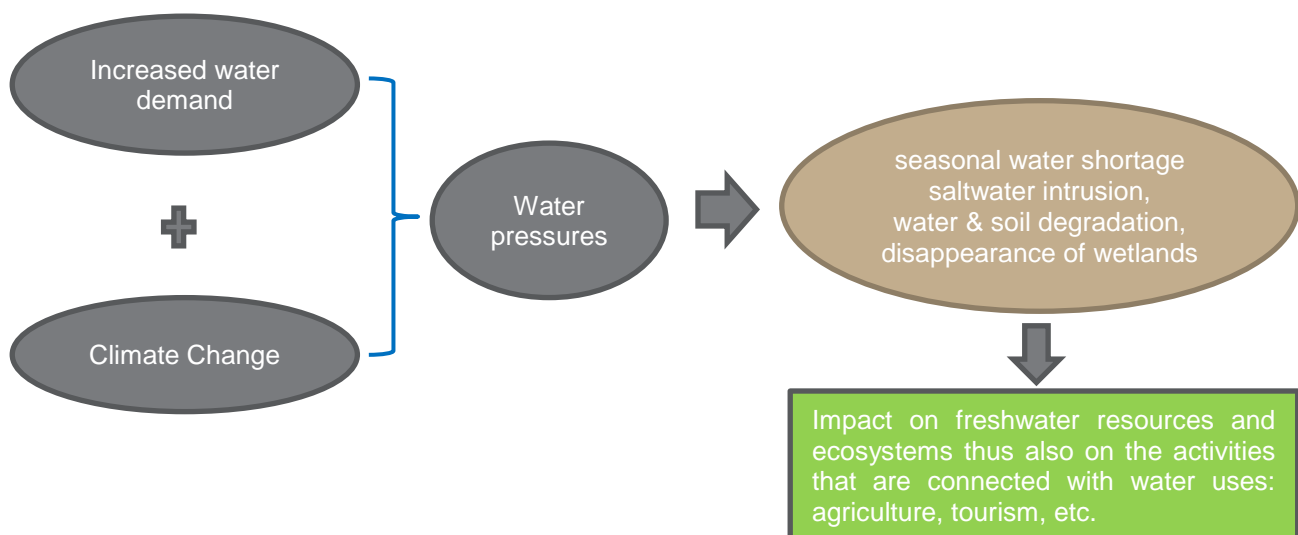 Increased water
demand
Climate Change
Water
pressures
seasonal water shortage
saltwater intrusion,
water & soil degradation,
disappearance of wetlands
Impact on freshwater resources and
ecosystems thus also on the activities
that are connected with water uses:
agriculture, tourism, etc.